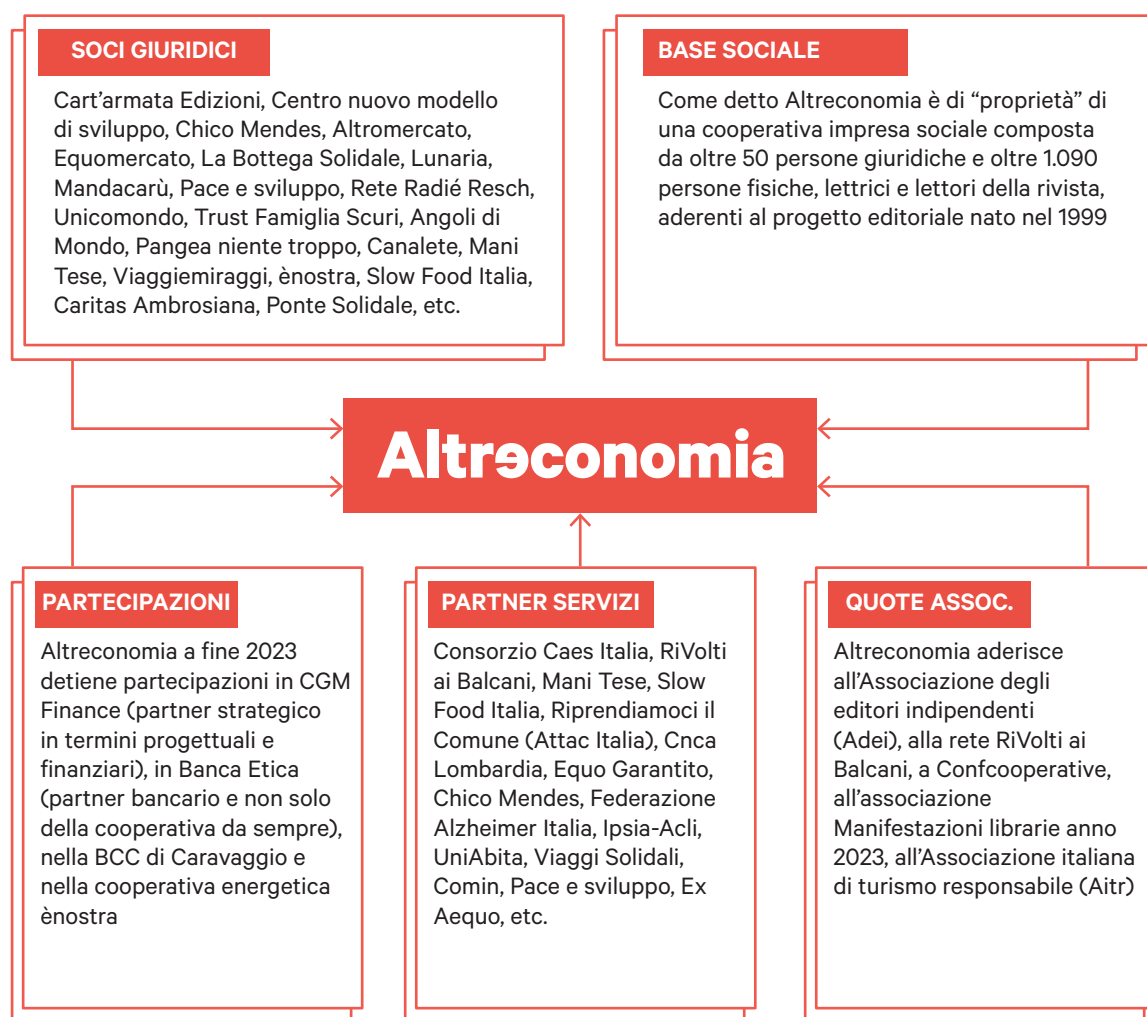 SOCI GIURIDICI
Cart'armata Edizioni, Centro nuovo modello
di sviluppo, Chico Mendes, Altromercato,
Equomercato, La Bottega Solidale, Lunaria,
Mandacarù, Pace e sviluppo, Rete Radié Resch,
Unicomondo, Trust Famiglia Scuri, Angoli di
Mondo, Pangea niente troppo, Canalete, Mani
Tese, Viaggiemiraggi, ènostra, Slow Food Italia,
Caritas Ambrosiana, Ponte Solidale, etc.
BASE SOCIALE
Come detto Altreconomia è di “proprietà” di
una cooperativa impresa sociale composta
da oltre 50 persone giuridiche e oltre 1.090
persone fisiche, lettrici e lettori della rivista,
aderenti al progetto editoriale nato nel 1999
Altreconomia
PARTECIPAZIONI
Altreconomia a fine 2023
detiene partecipazioni in CGM
Finance (partner strategico
in termini progettuali e
finanziari), in Banca Etica
(partner bancario e non solo
della cooperativa da sempre),
nella BCC di Caravaggio e
nella cooperativa energetica
ènostra
PARTNER SERVIZI
Consorzio Caes Italia, RiVolti
ai Balcani, Mani Tese, Slow
Food Italia, Riprendiamoci il
Comune (Attac Italia), Cnca
Lombardia, Equo Garantito,
Chico Mendes, Federazione
Alzheimer Italia, Ipsia-Acli,
UniAbita, Viaggi Solidali,
Comin, Pace e sviluppo, Ex
Aequo, etc.
QUOTE ASSOC.
Altreconomia aderisce
all'Associazione degli
editori indipendenti
(Adei), alla rete RiVolti ai
Balcani, a Confcooperative,
all'associazione
Manifestazioni librarie anno
2023, all'Associazione italiana
di turismo responsabile (Aitr)